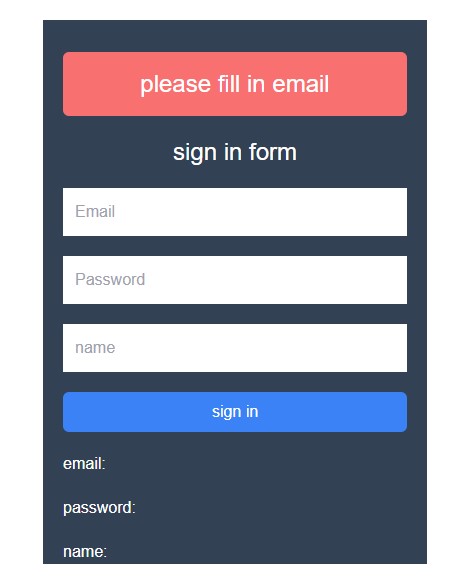 please fill in email
sign in form
Email
Password
name
sign in
email:
password:
name: